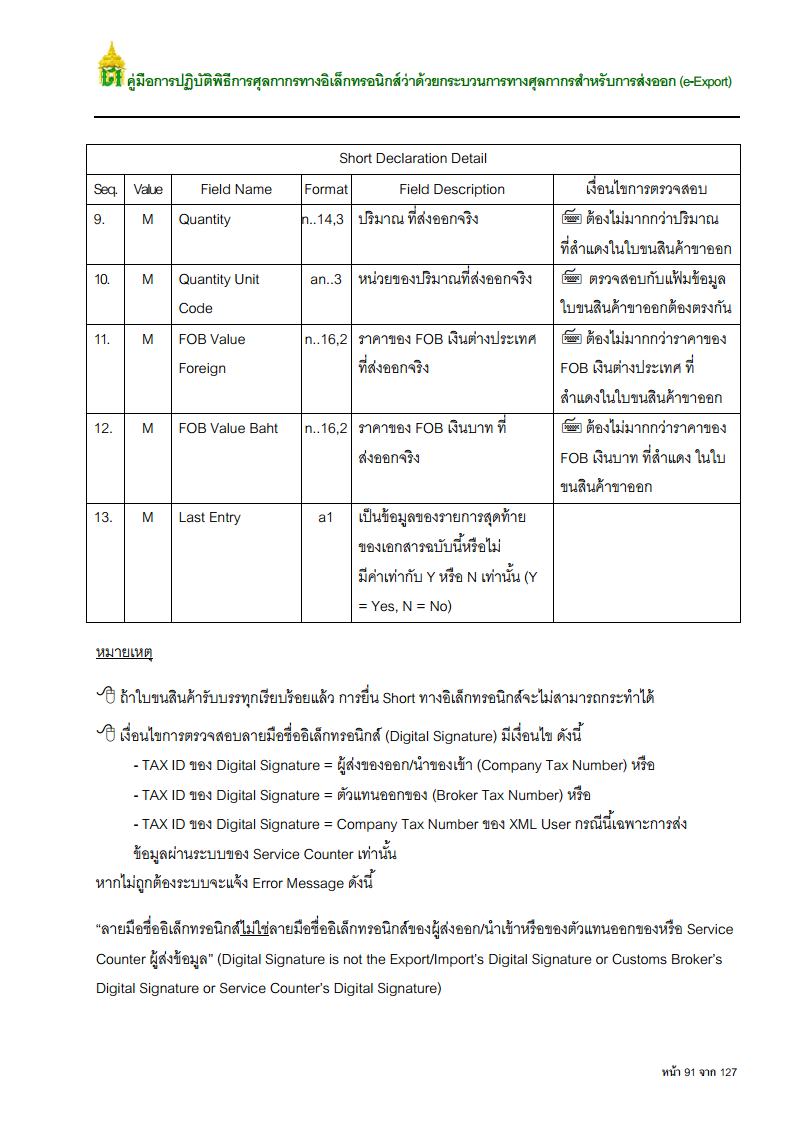 คู่มือการปฏิบัติพิธีการศุลกากรทางอิเล็กทรอนิกส์ว่าด้วยกระบวนการทางศุลกากรสำหรับการส่งออก (e-Export)
Short Declaration Detail
Seq. Value Field Name Format Field Description เงื่อนไขการตรวจสอบ
9. M Quantity n..14,3 ปริมาณ ที่ส่งออกจริง ต้องไม่มากกว่าปริมาณ
ที่สำแดงในใบขนสินค้าขาออก
10. M Quantity Unit an..3 หน่วยของปริมาณที่ส่งออกจริง ตรวจสอบกับแฟ้มข้อมูล
Code ใบขนสินค้าขาออกต้องตรงกัน
11. M FOB Value n..16,2 ราคาของ FOB เงินต่างประเทศ ต้องไม่มากกว่าราคาของ
Foreign ที่ส่งออกจริง FOB เงินต่างประเทศ ที่
สำแดงในใบขนสินค้าขาออก
12. M FOB Value Baht n..16,2 ราคาของ FOB เงินบาท ที่ ต้องไม่มากกว่าราคาของ
ส่งออกจริง FOB เงินบาท ที่สำแดง ในใบ
ขนสินค้าขาออก
13. M Last Entry a1 เป็นข้อมูลของรายการสุดท้าย
ของเอกสารฉบับนี้หรือไม่
มีค่าเท่ากับ Y หรือ N เท่านั้น (Y
= Yes, N = No)
หมายเหตุ
ถ้าใบขนสินค้ารับบรรทุกเรียบร้อยแล้ว การยื่น Short ทางอิเล็กทรอนิกส์จะไม่สามารถกระทำได้
เงื่อนไขการตรวจสอบลายมือชื่ออิเล็กทรอนิกส์ (Digital Signature) มีเงื่อนไข ดังนี้
- TAX ID ของ Digital Signature = ผู้ส่งของออก/นำของเข้า (Company Tax Number) หรือ
- TAX ID ของ Digital Signature = ตัวแทนออกของ (Broker Tax Number) หรือ
- TAX ID ของ Digital Signature = Company Tax Number ของ XML User กรณีนี้เฉพาะการส่ง
ข้อมูลผ่านระบบของ Service Counter เท่านั้น
หากไม่ถูกต้องระบบจะแจ้ง Error Message ดังนี้
“ลายมือชื่ออิเล็กทรอนิกส์ไม่ใช่ลายมือชื่ออิเล็กทรอนิกส์ของผู้ส่งออก/นำเข้าหรือของตัวแทนออกของหรือ Service
Counter ผู้ส่งข้อมูล” (Digital Signature is not the Export/Import’s Digital Signature or Customs Broker’s
Digital Signature or Service Counter’s Digital Signature)
หน้า 91 จาก 127